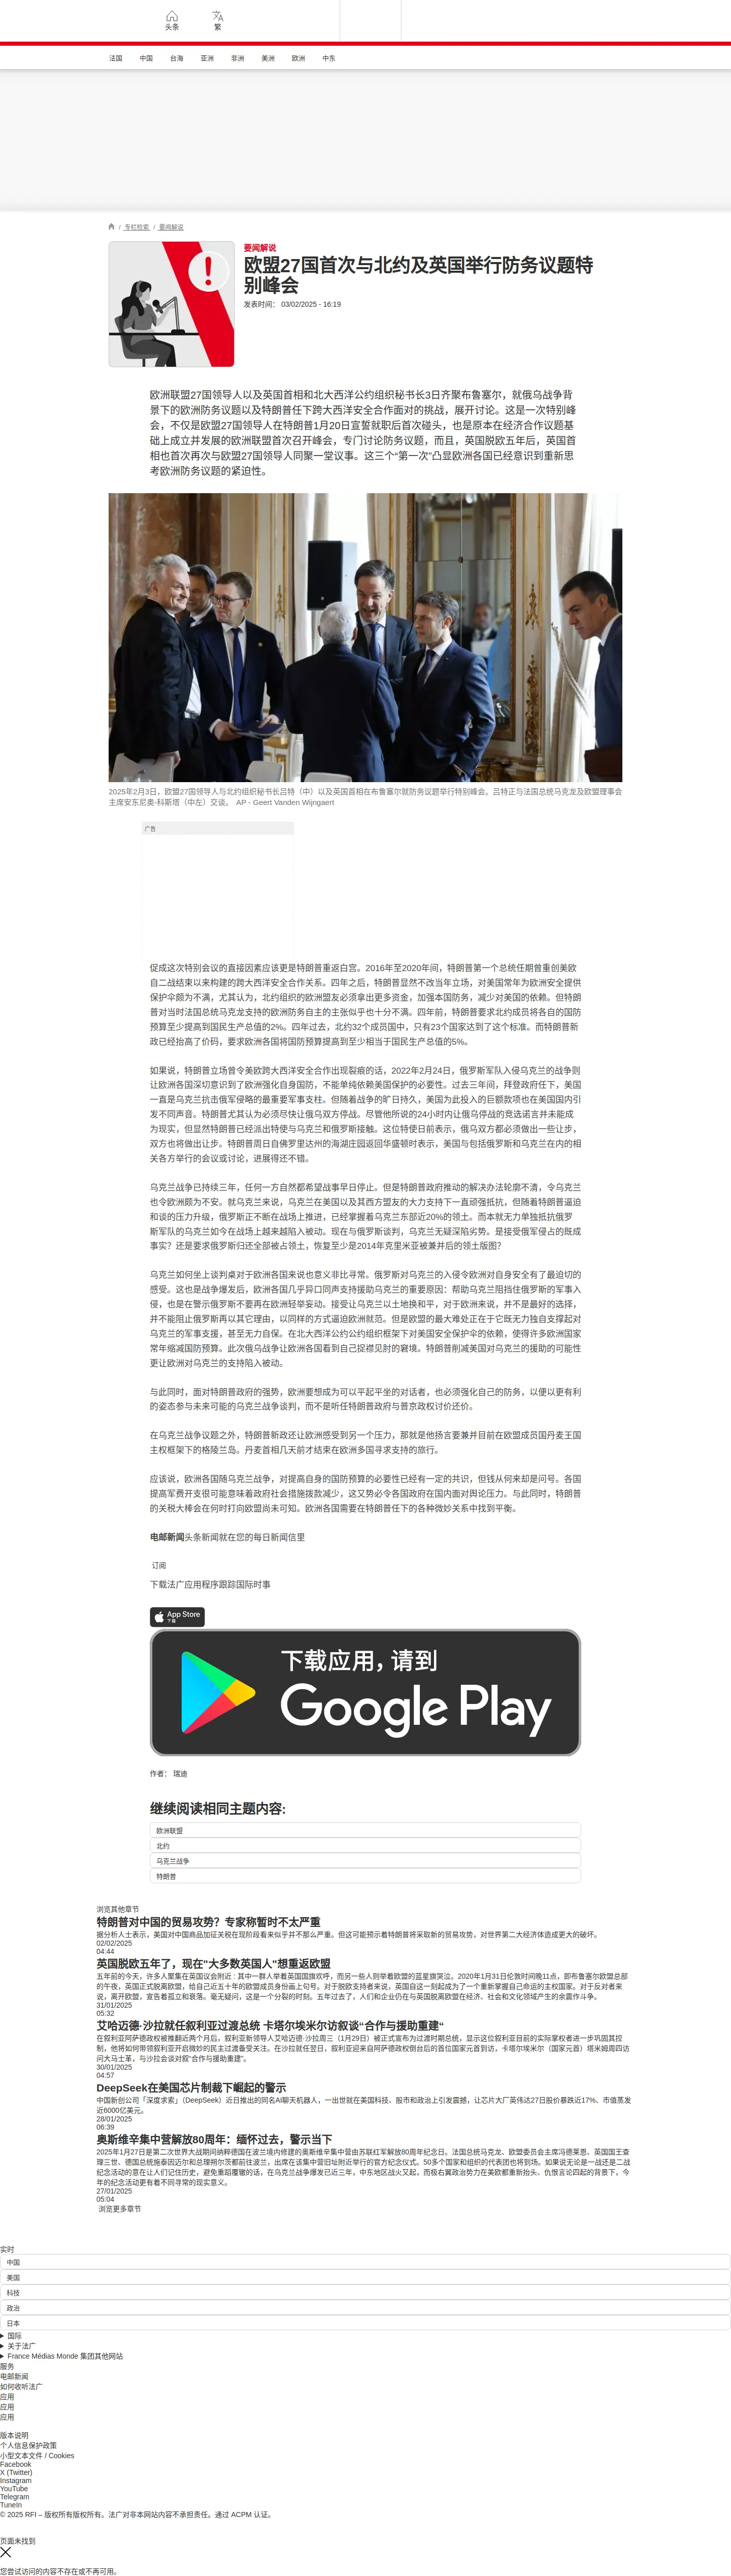 头条
繁
法国
中国
台海
亚洲
非洲
美洲
欧洲
中东
/ 专栏检索 / 要闻解说
要闻解说
欧盟27国首次与北约及英国举行防务议题特
别峰会
发表时间： 03/02/2025 - 16:19
欧洲联盟27国领导人以及英国首相和北大西洋公约组织秘书长3日齐聚布鲁塞尔，就俄乌战争背
景下的欧洲防务议题以及特朗普任下跨大西洋安全合作面对的挑战，展开讨论。这是一次特别峰
会，不仅是欧盟27国领导人在特朗普1月20日宣誓就职后首次碰头，也是原本在经济合作议题基
础上成立并发展的欧洲联盟首次召开峰会，专门讨论防务议题，而且，英国脱欧五年后，英国首
相也首次再次与欧盟27国领导人同聚一堂议事。这三个“第一次”凸显欧洲各国已经意识到重新思
考欧洲防务议题的紧迫性。
2025年2月3日，欧盟27国领导人与北约组织秘书长吕特（中）以及英国首相在布鲁塞尔就防务议题举行特别峰会。吕特正与法国总统马克龙及欧盟理事会
主席安东尼奥-科斯塔（中左）交谈。 AP - Geert Vanden Wijngaert
广告
促成这次特别会议的直接因素应该更是特朗普重返白宫。2016年至2020年间，特朗普第一个总统任期曾重创美欧
自二战结束以来构建的跨大西洋安全合作关系。四年之后，特朗普显然不改当年立场，对美国常年为欧洲安全提供
保护伞颇为不满，尤其认为，北约组织的欧洲盟友必须拿出更多资金，加强本国防务，减少对美国的依赖。但特朗
普对当时法国总统马克龙支持的欧洲防务自主的主张似乎也十分不满。四年前，特朗普要求北约成员将各自的国防
预算至少提高到国民生产总值的2%。四年过去，北约32个成员国中，只有23个国家达到了这个标准。而特朗普新
政已经抬高了价码，要求欧洲各国将国防预算提高到至少相当于国民生产总值的5%。
如果说，特朗普立场曾令美欧跨大西洋安全合作出现裂痕的话，2022年2月24日，俄罗斯军队入侵乌克兰的战争则
让欧洲各国深切意识到了欧洲强化自身国防，不能单纯依赖美国保护的必要性。过去三年间，拜登政府任下，美国
一直是乌克兰抗击俄军侵略的最重要军事支柱。但随着战争的旷日持久，美国为此投入的巨额款项也在美国国内引
发不同声音。特朗普尤其认为必须尽快让俄乌双方停战。尽管他所说的24小时内让俄乌停战的竞选诺言并未能成
为现实，但显然特朗普已经派出特使与乌克兰和俄罗斯接触。这位特使日前表示，俄乌双方都必须做出一些让步，
双方也将做出让步。特朗普周日自佛罗里达州的海湖庄园返回华盛顿时表示，美国与包括俄罗斯和乌克兰在内的相
关各方举行的会议或讨论，进展得还不错。
乌克兰战争已持续三年，任何一方自然都希望战事早日停止。但是特朗普政府推动的解决办法轮廓不清，令乌克兰
也令欧洲颇为不安。就乌克兰来说，乌克兰在美国以及其西方盟友的大力支持下一直顽强抵抗，但随着特朗普逼迫
和谈的压力升级，俄罗斯正不断在战场上推进，已经掌握着乌克兰东部近20%的领土。而本就无力单独抵抗俄罗
斯军队的乌克兰如今在战场上越来越陷入被动。现在与俄罗斯谈判，乌克兰无疑深陷劣势。是接受俄军侵占的既成
事实？还是要求俄罗斯归还全部被占领土，恢复至少是2014年克里米亚被兼并后的领土版图?
乌克兰如何坐上谈判桌对于欧洲各国来说也意义非比寻常。俄罗斯对乌克兰的入侵令欧洲对自身安全有了最迫切的
感受。这也是战争爆发后，欧洲各国几乎异口同声支持援助乌克兰的重要原因：帮助乌克兰阻挡住俄罗斯的军事入
侵，也是在警示俄罗斯不要再在欧洲轻举妄动。接受让乌克兰以土地换和平，对于欧洲来说，并不是最好的选择，
并不能阻止俄罗斯再以其它理由，以同样的方式逼迫欧洲就范。但是欧盟的最大难处正在于它既无力独自支撑起对
乌克兰的军事支援，甚至无力自保。在北大西洋公约公约组织框架下对美国安全保护伞的依赖，使得许多欧洲国家
常年缩减国防预算。此次俄乌战争让欧洲各国看到自己捉襟见肘的窘境。特朗普削减美国对乌克兰的援助的可能性
更让欧洲对乌克兰的支持陷入被动。
与此同时，面对特朗普政府的强势，欧洲要想成为可以平起平坐的对话者，也必须强化自己的防务，以便以更有利
的姿态参与未来可能的乌克兰战争谈判，而不是听任特朗普政府与普京政权讨价还价。
在乌克兰战争议题之外，特朗普新政还让欧洲感受到另一个压力，那就是他扬言要兼并目前在欧盟成员国丹麦王国
主权框架下的格陵兰岛。丹麦首相几天前才结束在欧洲多国寻求支持的旅行。
应该说，欧洲各国随乌克兰战争，对提高自身的国防预算的必要性已经有一定的共识，但钱从何来却是问号。各国
提高军费开支很可能意味着政府社会措施拨款减少，这又势必令各国政府在国内面对舆论压力。与此同时，特朗普
的关税大棒会在何时打向欧盟尚未可知。欧洲各国需要在特朗普任下的各种微妙关系中找到平衡。
电邮新闻头条新闻就在您的每日新闻信里
订阅
下载法广应用程序跟踪国际时事
App Store
下载
下载应用，请到
Google Play
作者： 瑞迪
继续阅读相同主题内容:
欧洲联盟
北约
乌克兰战争
特朗普
浏览其他章节
特朗普对中国的贸易攻势？专家称暂时不太严重
据分析人士表示，美国对中国商品加征关税在现阶段看来似乎并不那么严重。但这可能预示着特朗普将采取新的贸易攻势，对世界第二大经济体造成更大的破坏。
02/02/2025
04:44
英国脱欧五年了，现在"大多数英国人"想重返欧盟
五年前的今天，许多人聚集在英国议会附近：其中一群人举着英国国旗欢呼，而另一些人则举着欧盟的蓝星旗哭泣。2020年1月31日伦敦时间晚11点，即布鲁塞尔欧盟总部
的午夜，英国正式脱离欧盟，给自己近五十年的欧盟成员身份画上句号。对于脱欧支持者来说，英国自这一刻起成为了一个重新掌握自己命运的主权国家。对于反对者来
说，离开欧盟，宣告着孤立和衰落。毫无疑问，这是一个分裂的时刻。五年过去了，人们和企业仍在与英国脱离欧盟在经济、社会和文化领域产生的余震作斗争。
31/01/2025
05:32
艾哈迈德·沙拉就任叙利亚过渡总统 卡塔尔埃米尔访叙谈“合作与援助重建“
在叙利亚阿萨德政权被推翻近两个月后，叙利亚新领导人艾哈迈德·沙拉周三（1月29日）被正式宣布为过渡时期总统，显示这位叙利亚目前的实际掌权者进一步巩固其控
制，他将如何带领叙利亚开启微妙的民主过渡备受关注。在沙拉就任翌日，叙利亚迎来自阿萨德政权倒台后的首位国家元首到访，卡塔尔埃米尔（国家元首）塔米姆周四访
问大马士革，与沙拉会谈对叙“合作与援助重建”。
30/01/2025
04:57
DeepSeek在美国芯片制裁下崛起的警示
中国新创公司「深度求索」（DeepSeek）近日推出的同名AI聊天机器人，一出世就在美国科技、股市和政治上引发震撼，让芯片大厂英伟达27日股价暴跌近17%、市值蒸发
近6000亿美元。
28/01/2025
06:39
奥斯维辛集中营解放80周年：缅怀过去，警示当下
2025年1月27日是第二次世界大战期间纳粹德国在波兰境内修建的奥斯维辛集中营由苏联红军解放80周年纪念日。法国总统马克龙、欧盟委员会主席冯德莱恩、英国国王查
理三世、德国总统施泰因迈尔和总理朔尔茨都前往波兰，出席在该集中营旧址附近举行的官方纪念仪式。50多个国家和组织的代表团也将到场。如果说无论是一战还是二战
纪念活动的意在让人们记住历史，避免重蹈覆辙的话，在乌克兰战争爆发已近三年，中东地区战火又起，而极右翼政治势力在美欧都重新抬头、仇恨言论四起的背景下，今
年的纪念活动更有着不同寻常的现实意义。
27/01/2025
05:04
浏览更多章节
实时
中国
美国
科技
政治
日本
国际
关于法广
France Médias Monde 集团其他网站
服务
电邮新闻
如何收听法广
应用
应用
应用
版本说明
个人信息保护政策
小型文本文件 / Cookies
Facebook
X (Twitter)
Instagram
YouTube
Telegram
TuneIn
© 2025 RFI – 版权所有版权所有。法广对非本网站内容不承担责任。通过 ACPM 认证。
页面未找到
您尝试访问的内容不存在或不再可用。